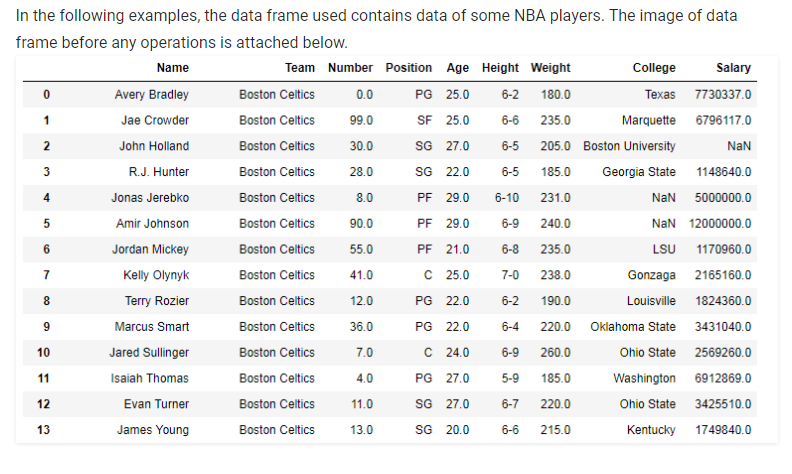 In the following examples, the data frame used contains data of some NBA players. The image of data
frame before any operations is attached below.
Name Team Number Position Age Height Weight College Salary
0 Avery Bradley Boston Celtics 0.0 PG 25.0 6-2 180.0 Texas 7730337.0
1 Jae Crowder Boston Celtics 99.0 SF 25.0 6-6 235.0 Marquette 6796117.0
2 John Holland Boston Celtics 30.0 SG 27.0 6-5 205.0 Boston University NaN
3 R.J. Hunter Boston Celtics 28.0 SG 22.0 6-5 185.0 Georgia State 1148640.0
4 Jonas Jerebko Boston Celtics 8.0 PF 29.0 6-10 231.0 NaN 5000000.0
5 Amir Johnson Boston Celtics 90.0 PF 29.0 6-9 240.0 NaN 12000000.0
6 Jordan Mickey Boston Celtics 55.0 PF 21.0 6-8 235.0 LSU 1170960.0
7 Kelly Olynyk Boston Celtics 41.0 C 25.0 7-0 238.0 Gonzaga 2165160.0
8 Terry Rozier Boston Celtics 12.0 PG 22.0 6-2 190.0 Louisville 1824360.0
9 Marcus Smart Boston Celtics 36.0 PG 22.0 6-4 220.0 Oklahoma State 3431040.0
10 Jared Sullinger Boston Celtics 7.0 C 24.0 6-9 260.0 Ohio State 2569260.0
11 Isaiah Thomas Boston Celtics 4.0 PG 27.0 5-9 185.0 Washington 6912869.0
12 Evan Turner Boston Celtics 11.0 SG 27.0 6-7 220.0 Ohio State 3425510.0
13 James Young Boston Celtics 13.0 SG 20.0 6-6 215.0 Kentucky 1749840.0